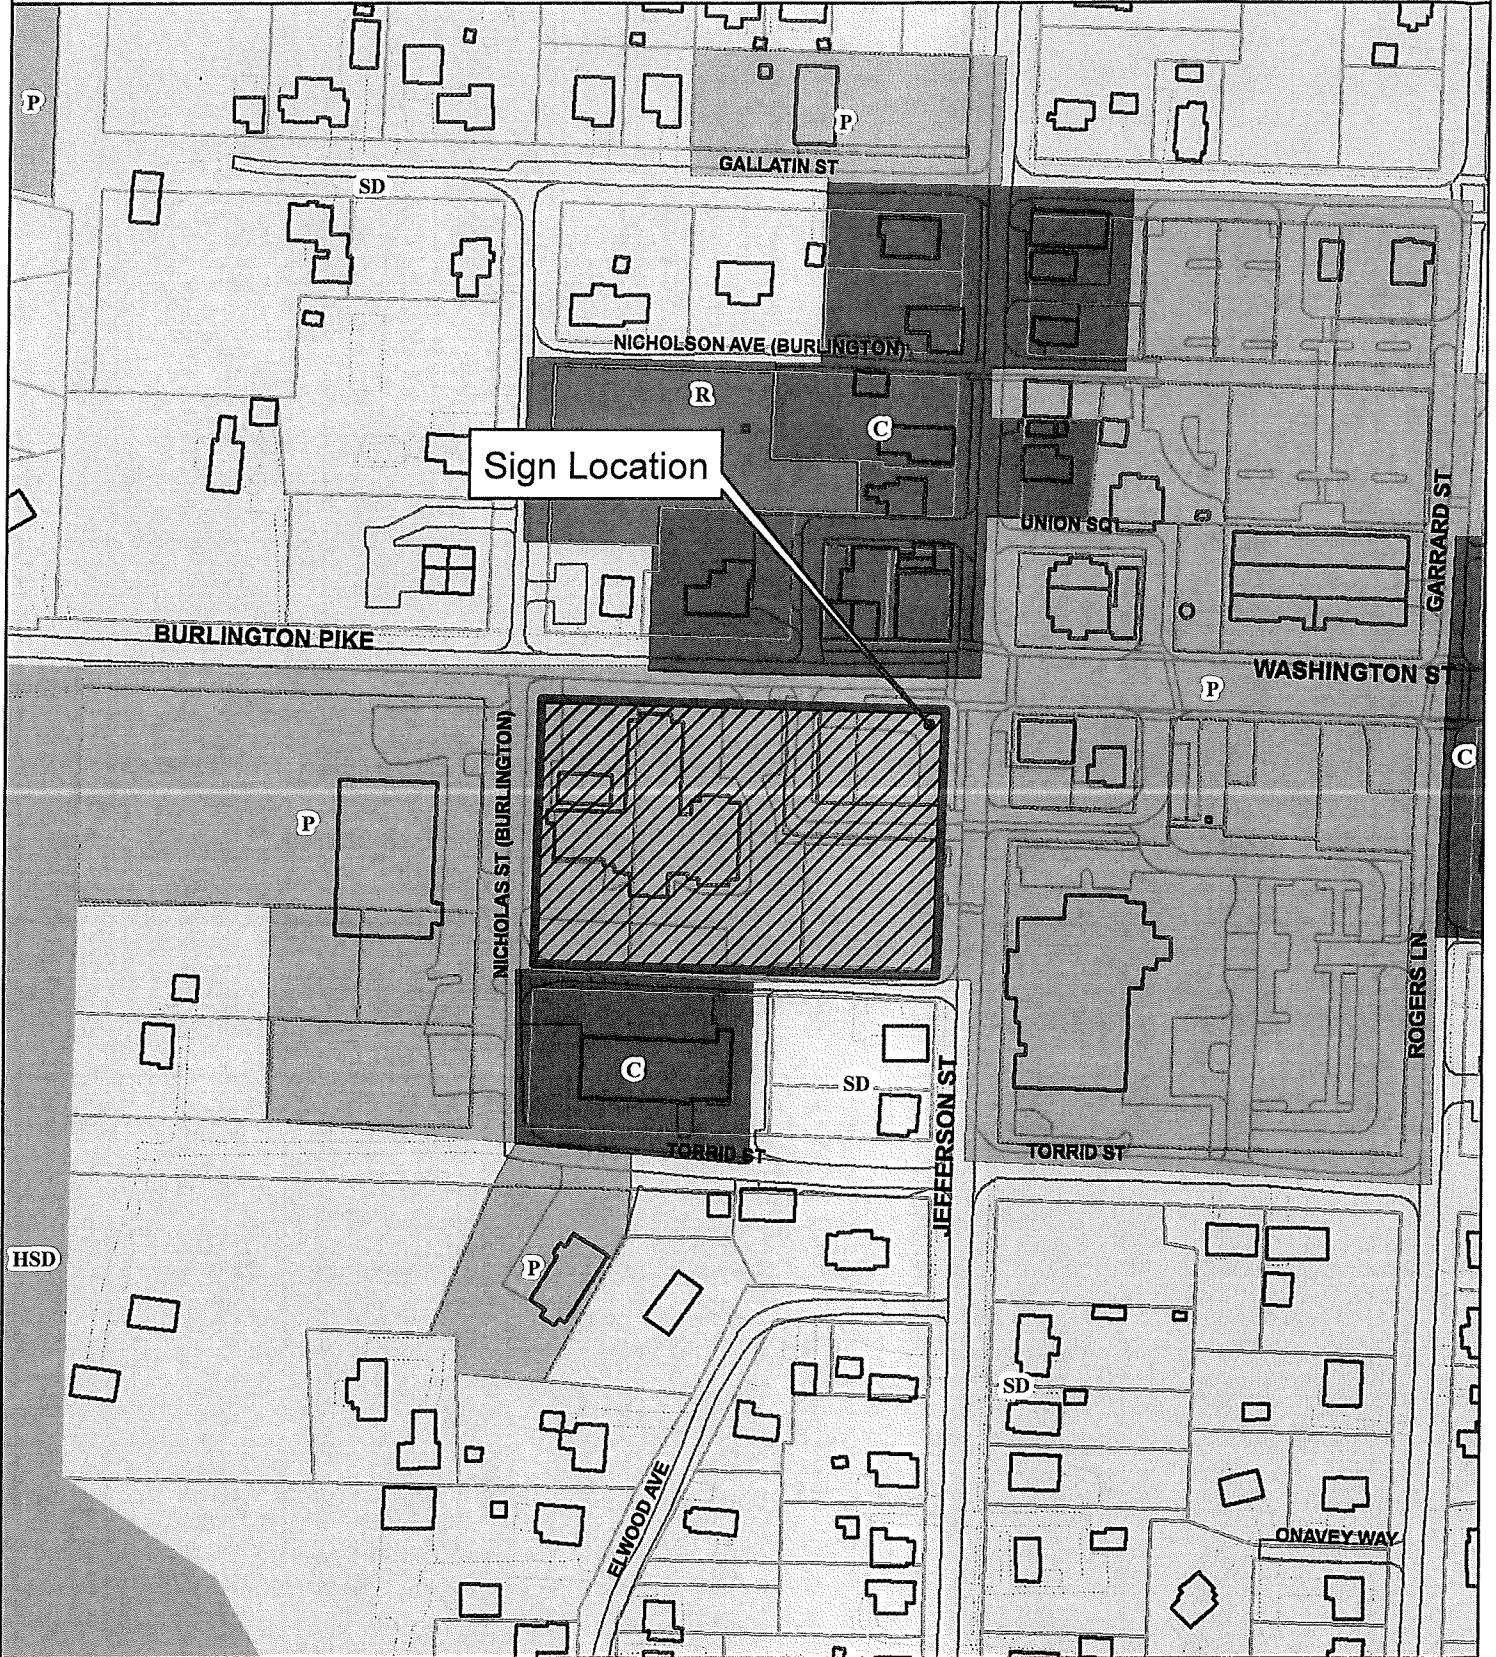 P
P
GALLATIN ST
SD
NICHOLSON AVE (BURLINGTON)
R
C
Sign Location
UNION SQ
GARRARD ST
BURLINGTON PIKE
WASHINGTON ST
P
NICHOLAS ST (BURLINGTON)
C
P
ROGERS LN
C
SD
JEFFERSON ST
TORRID ST
TORRID ST
HSD
P
SD
ELWOOD AVE
ONAVEY WAY